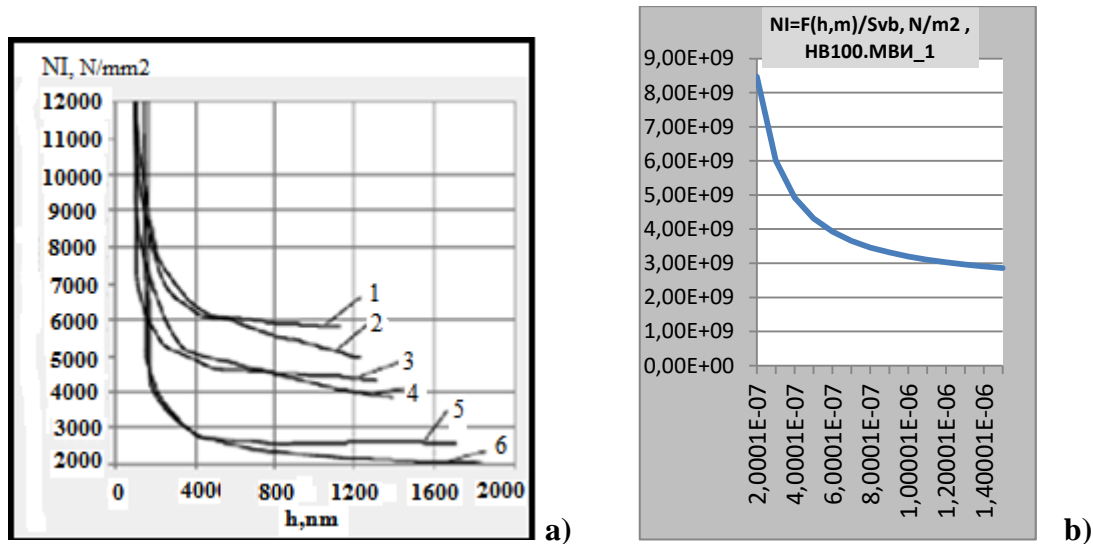 NI, N/mm2
12000
11000
10000
9000
8000
7000
6000
5000
4000
3000
2000
1
2
3
4
5
6
0 4000 800 1200 1600 2000
h,nm
a)
NI=F(h,m)/Svb, N/m2 ,
HB100.МВИ_1
9,00E+09
8,00E+09
7,00E+09
6,00E+09
5,00E+09
4,00E+09
3,00E+09
2,00E+09
1,00E+09
0,00E+00
2,0001E-07
4,0001E-07
6,0001E-07
8,0001E-07
1,00001E-06
1,20001E-06
1,40001E-06
b)